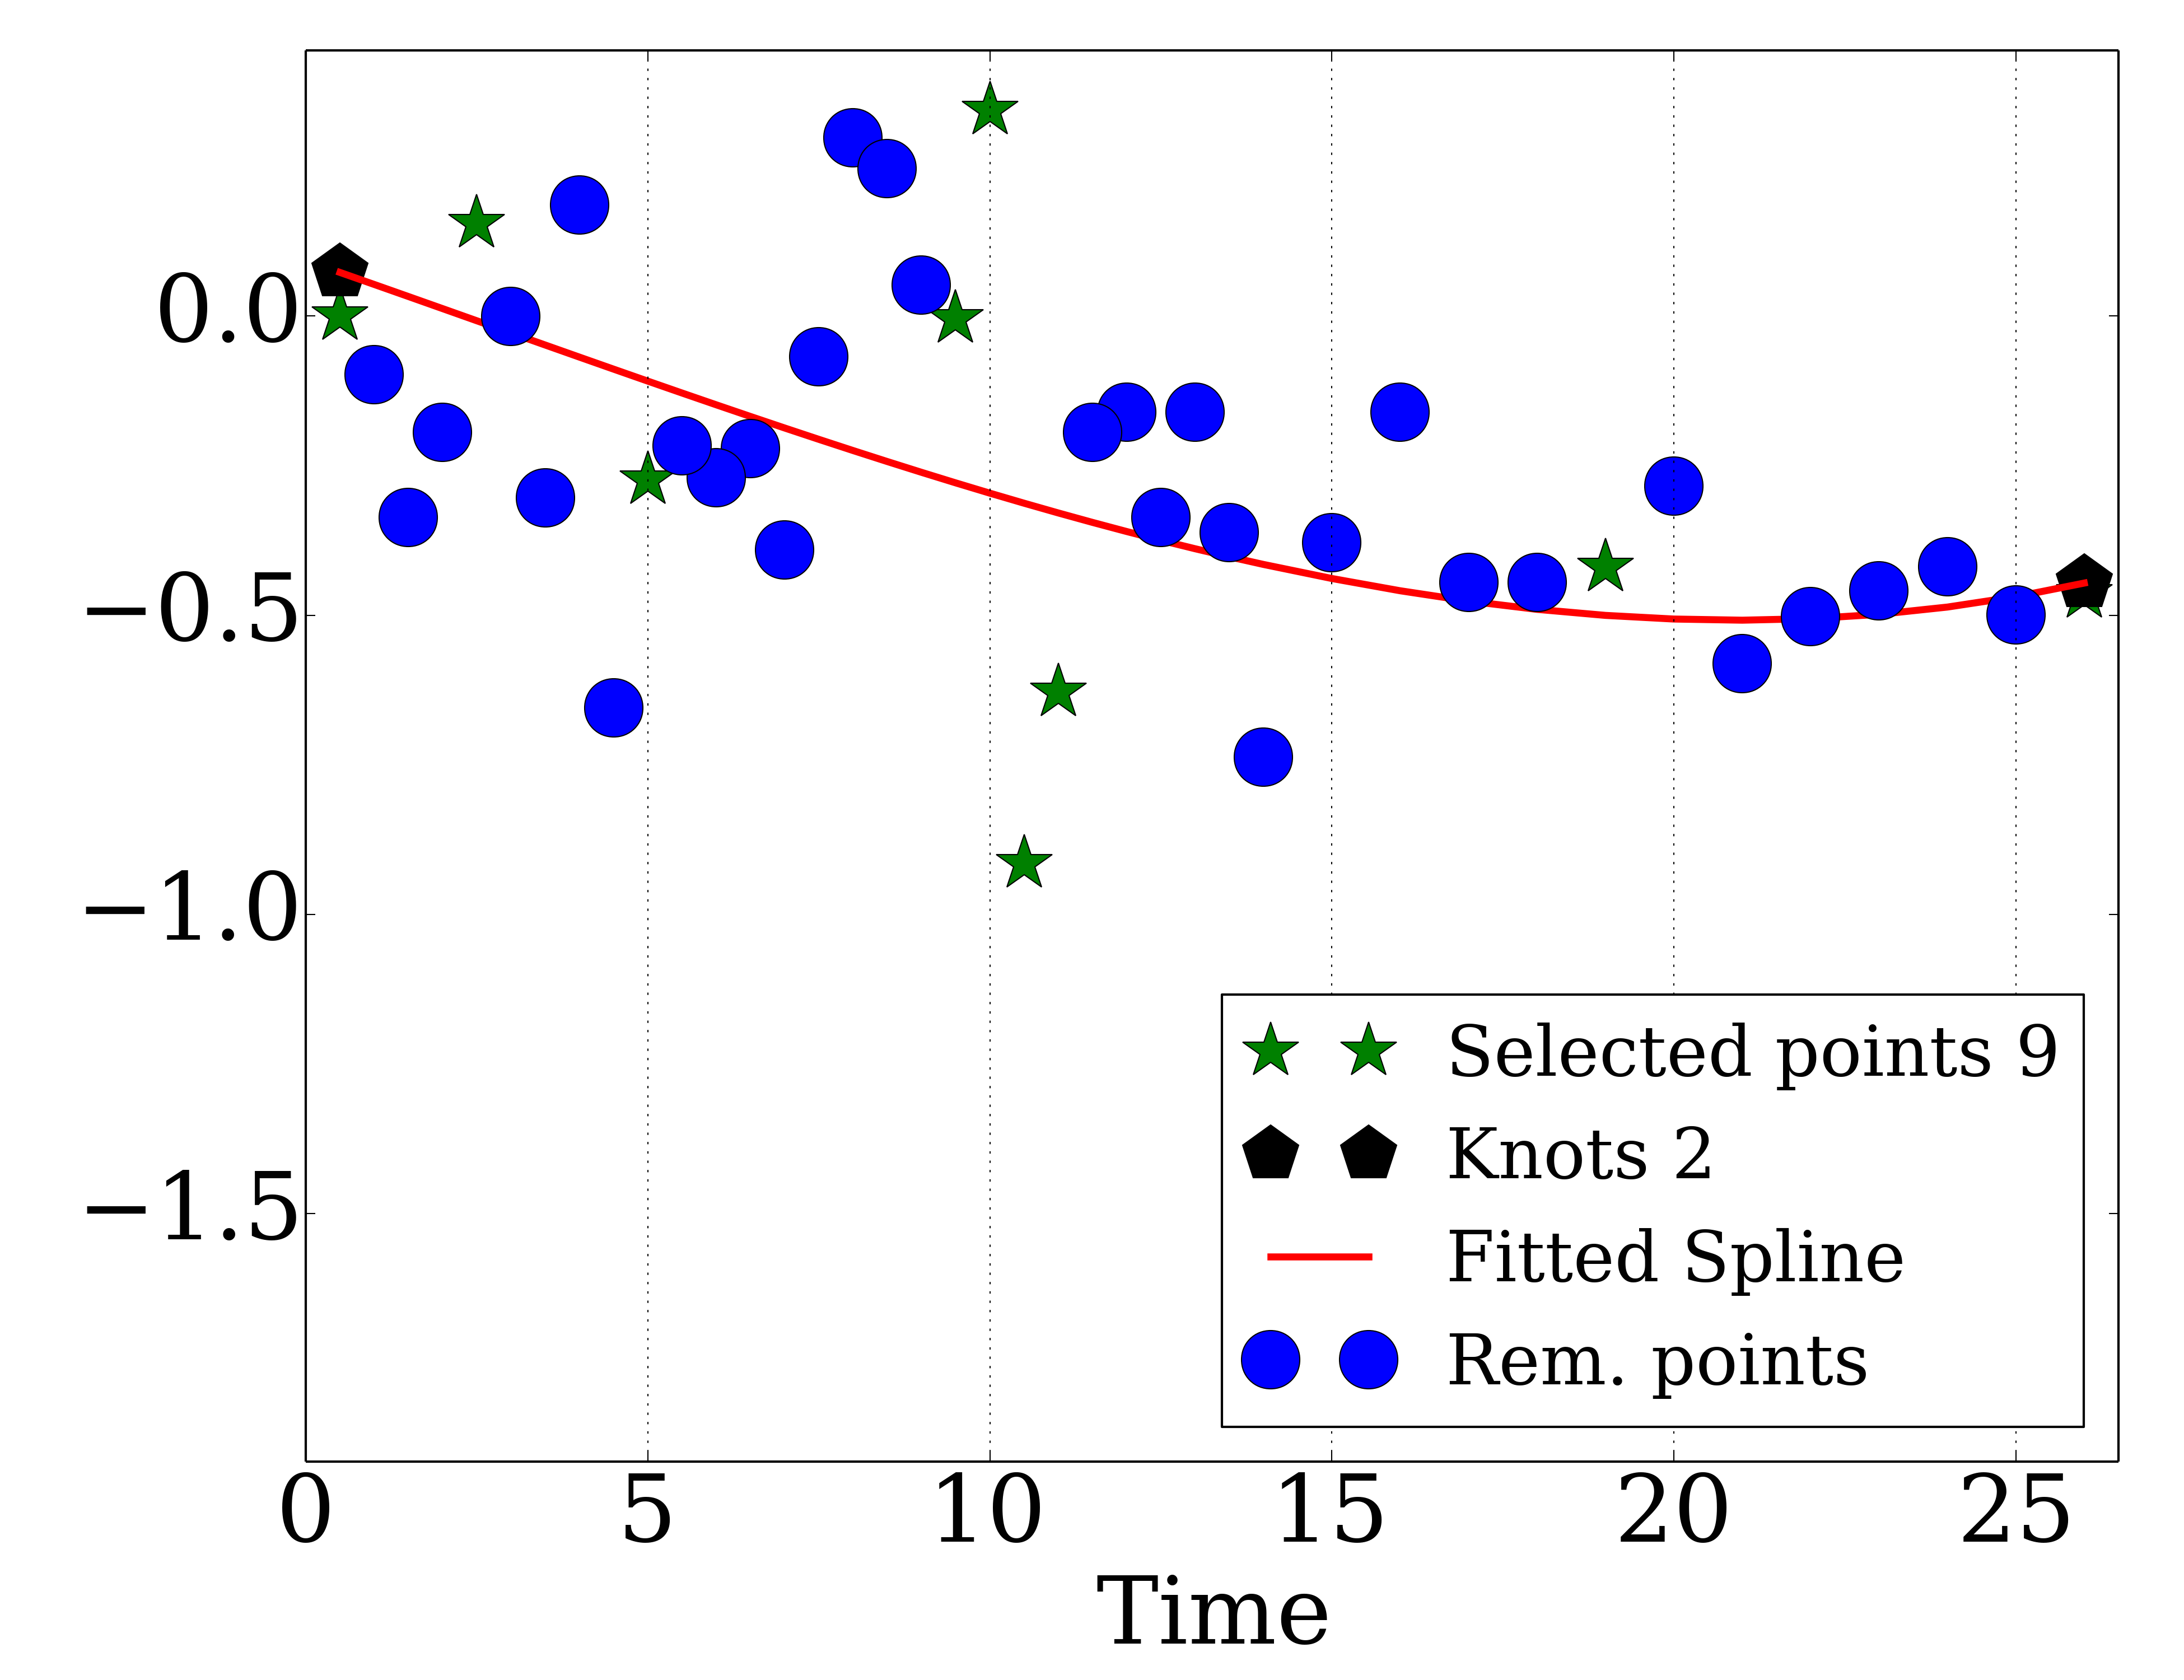 0.0
−0.5
−1.0
−1.5
Selected points 9
Knots 2
Fitted Spline
Rem. points
0 5 10 15 20 25
Time